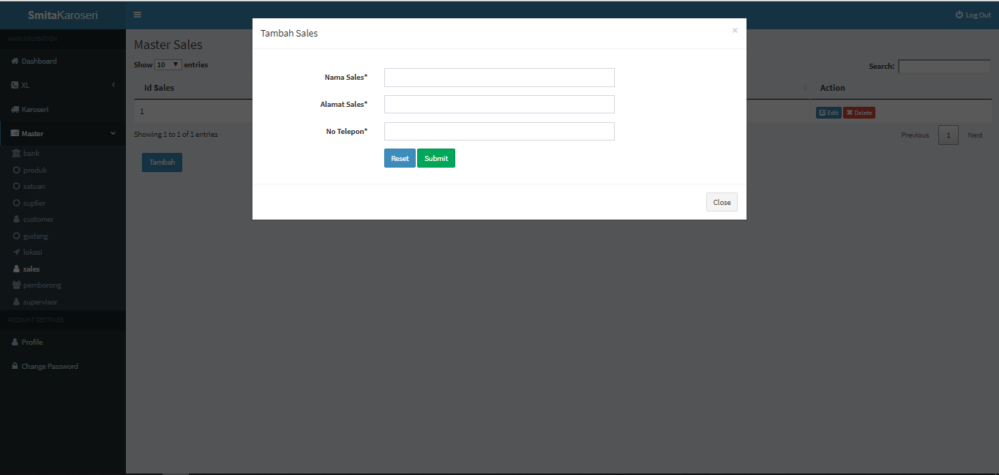 SmitaKaroseri
Log Out
MAIN NAVIGATION
Dashboard
XL
Karoseri
Master
bank
produk
satuan
suplier
customer
gudang
lokasi
sales
pemborong
supervisor
ACCOUNT SETTINGS
Profile
Change Password
Master Sales
Show 10 entries
Search:
Id Sales
Action
1
Edit Delete
Showing 1 to 1 of 1 entries
Previous 1 Next
Tambah
Tambah Sales
×
Nama Sales*
Alamat Sales*
No Telepon*
Reset Submit
Close